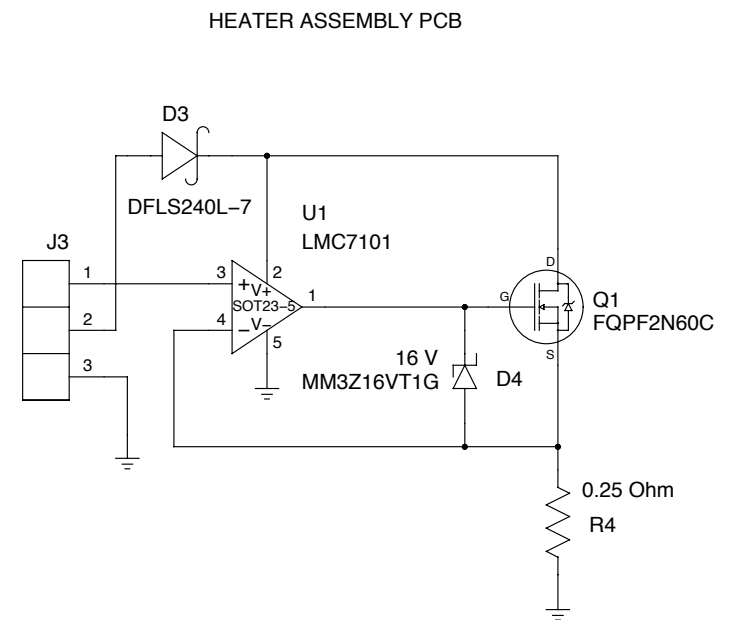 HEATER ASSEMBLY PCB
D3
DFLS240L−7
U1
LMC7101
J3
1
2
3
3
+
V+
2
SOT23−5
1
4
−
V−
5
D
G
S
Q1
FQPF2N60C
16 V
MM3Z16VT1G
D4
0.25 Ohm
R4